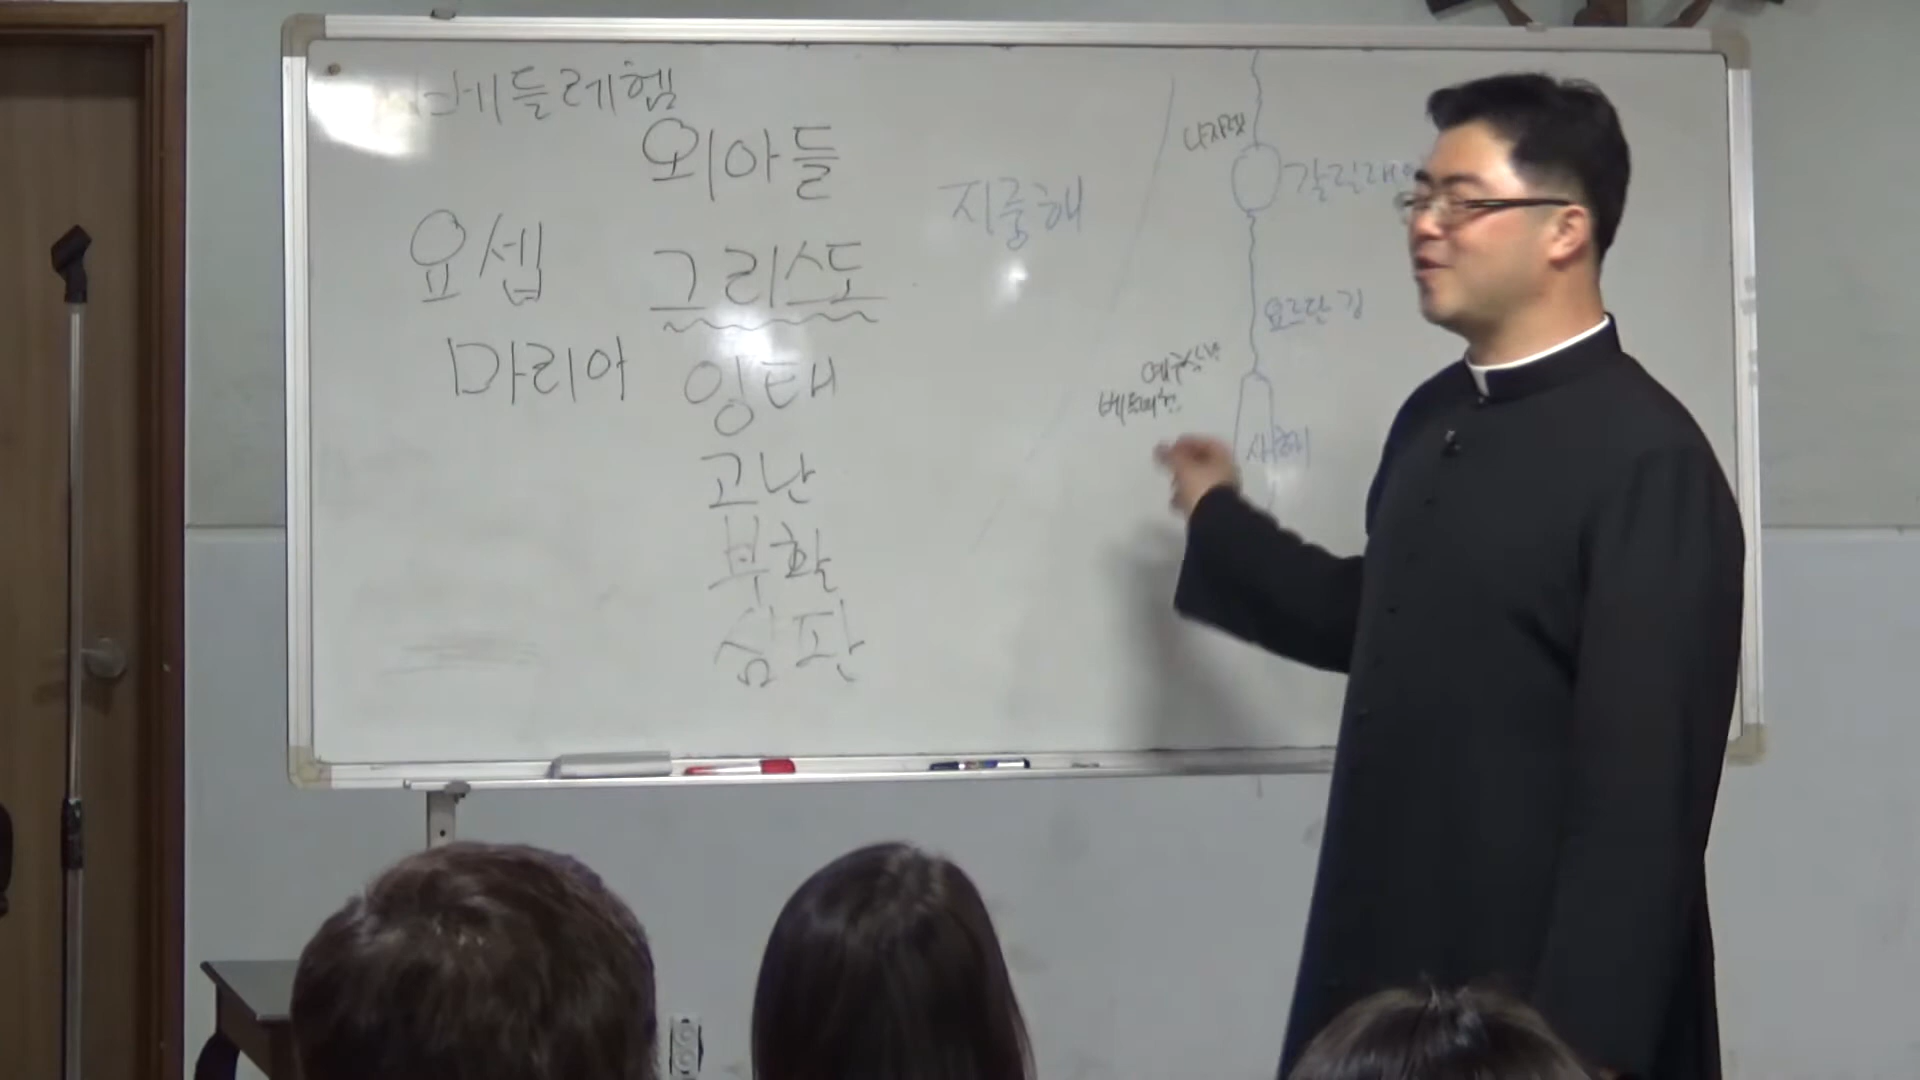 베들레헴
외아들
요셉
그리스도
마리아
잉태
고난
부활
심판
지중해
나자렛
갈릴래아
요르단 강
예루살렘
베들레헴
사해